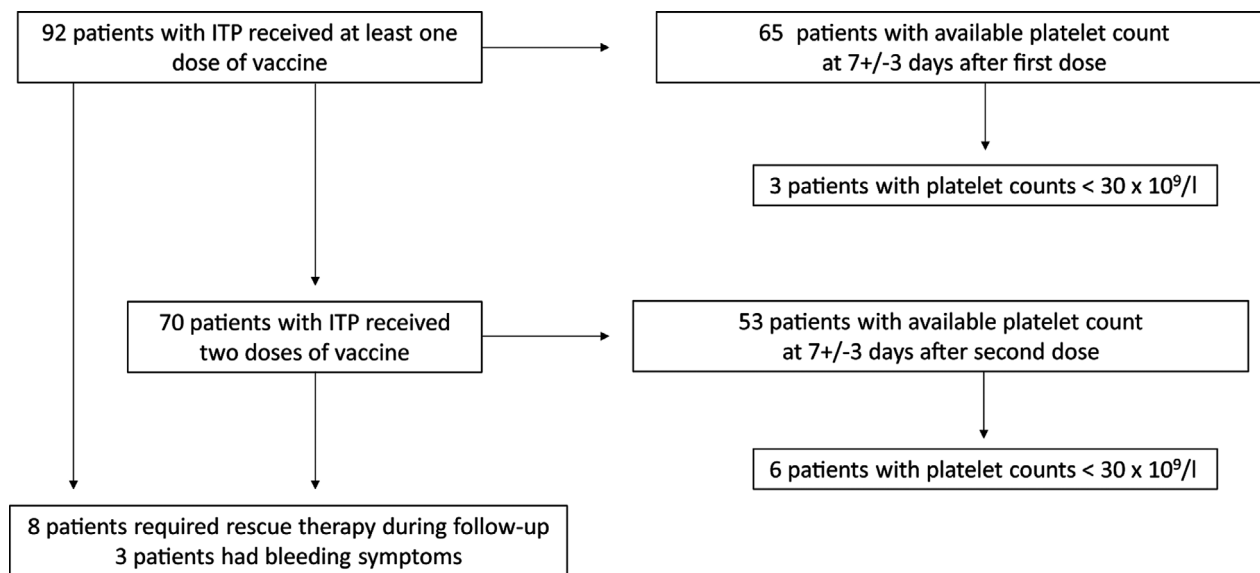 92 patients with ITP received at least one
dose of vaccine
65 patients with available platelet count
at 7+/-3 days after first dose
3 patients with platelet counts < 30 x 10⁹/l
70 patients with ITP received
two doses of vaccine
53 patients with available platelet count
at 7+/-3 days after second dose
6 patients with platelet counts < 30 x 10⁹/l
8 patients required rescue therapy during follow-up
3 patients had bleeding symptoms